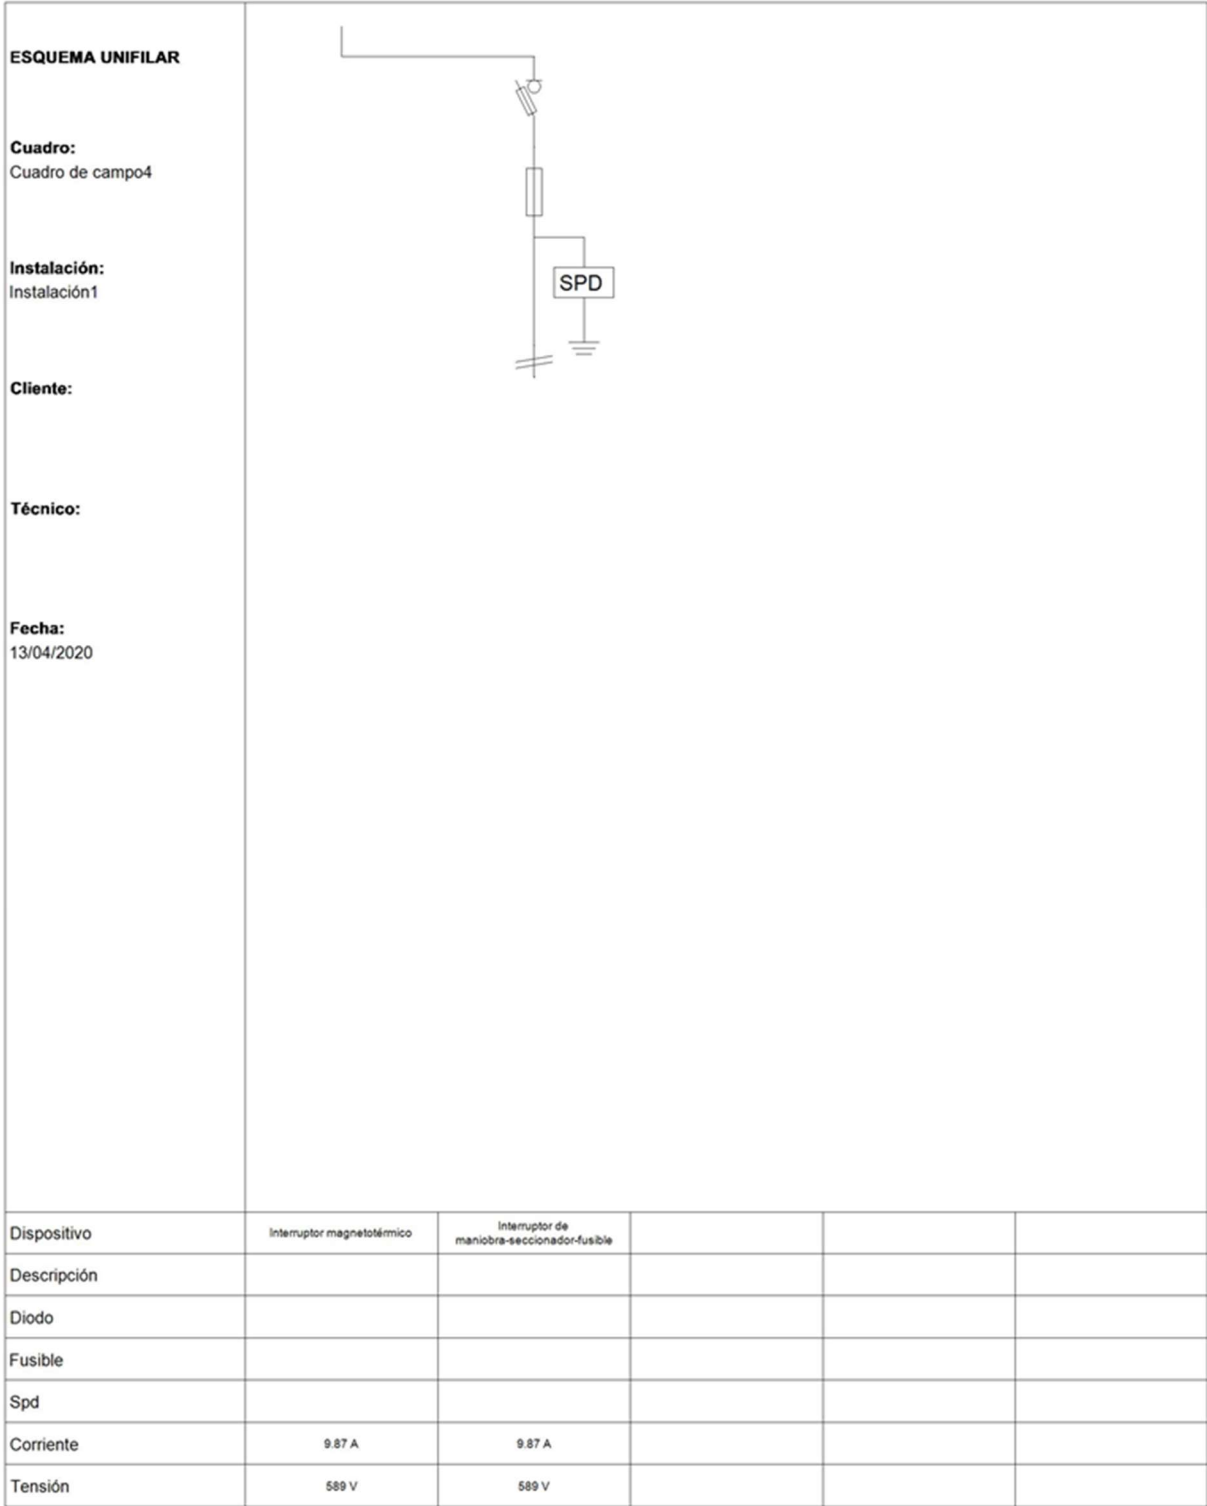 ESQUEMA UNIFILAR
Cuadro:
Cuadro de campo4
Instalación:
Instalación1
SPD
Cliente:
Técnico:
Fecha:
13/04/2020
Dispositivo Interruptor magnetotérmico Interruptor de
maniobra-seccionador-fusible
Descripción
Diodo
Fusible
Spd
Corriente 9.87 A 9.87 A
Tensión 589 V 589 V